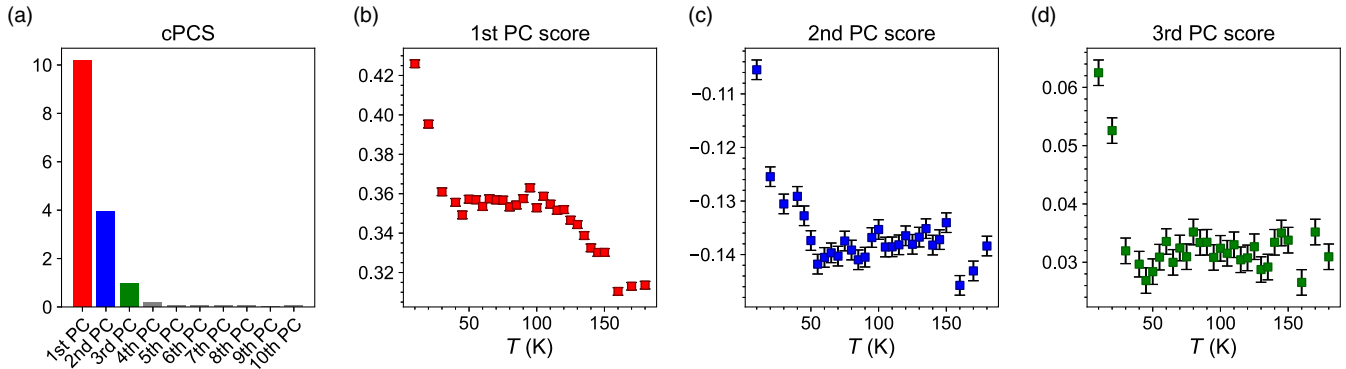 (a)
cPCS
10
8
6
4
2
0
1st PC
2nd PC
3rd PC
4th PC
5th PC
6th PC
7th PC
8th PC
9th PC
10th PC
(b)
1st PC score
0.42
0.40
0.38
0.36
0.34
0.32
50 100 150
T (K)
(c)
2nd PC score
−0.11
−0.12
−0.13
−0.14
50 100 150
T (K)
(d)
3rd PC score
0.06
0.05
0.04
0.03
50 100 150
T (K)